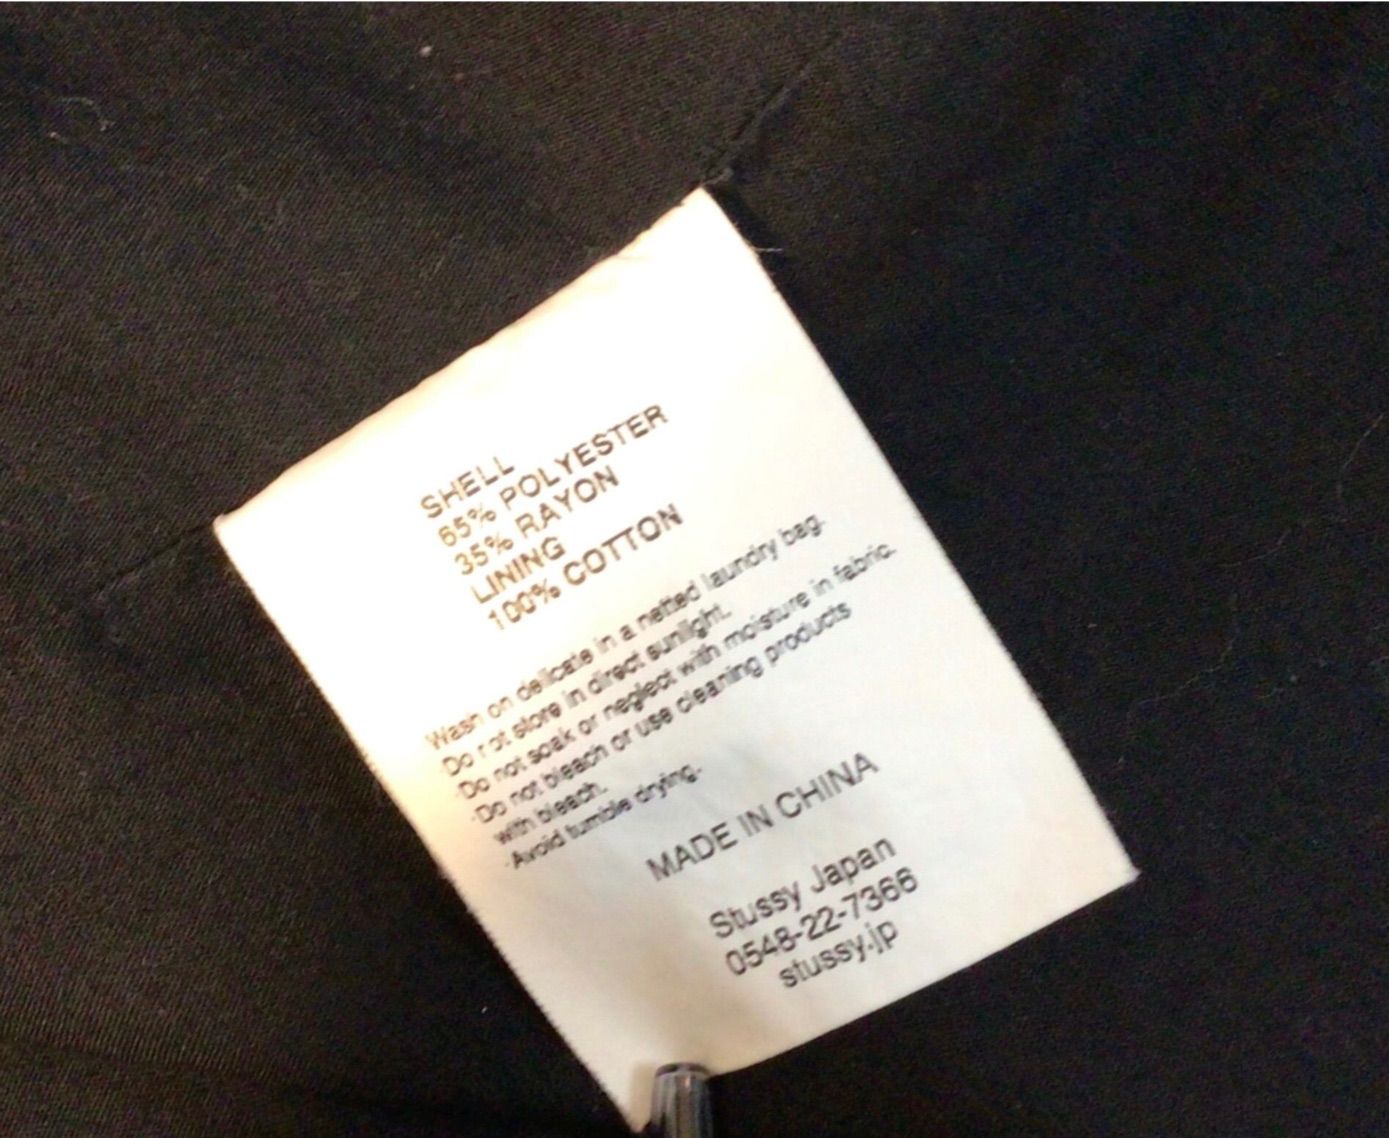 SHELL
65% POLYESTER
35% RAYON
LINING
100% COTTON
Wash on delicate in a netted laundry bag.
·Do not store in direct sunlight.
·Do not soak or neglect with moisture in fabric.
·Do not bleach or use cleaning products
with bleach.
·Avoid tumble drying.
MADE IN CHINA
Stussy Japan
0548-22-7366
stussy.jp